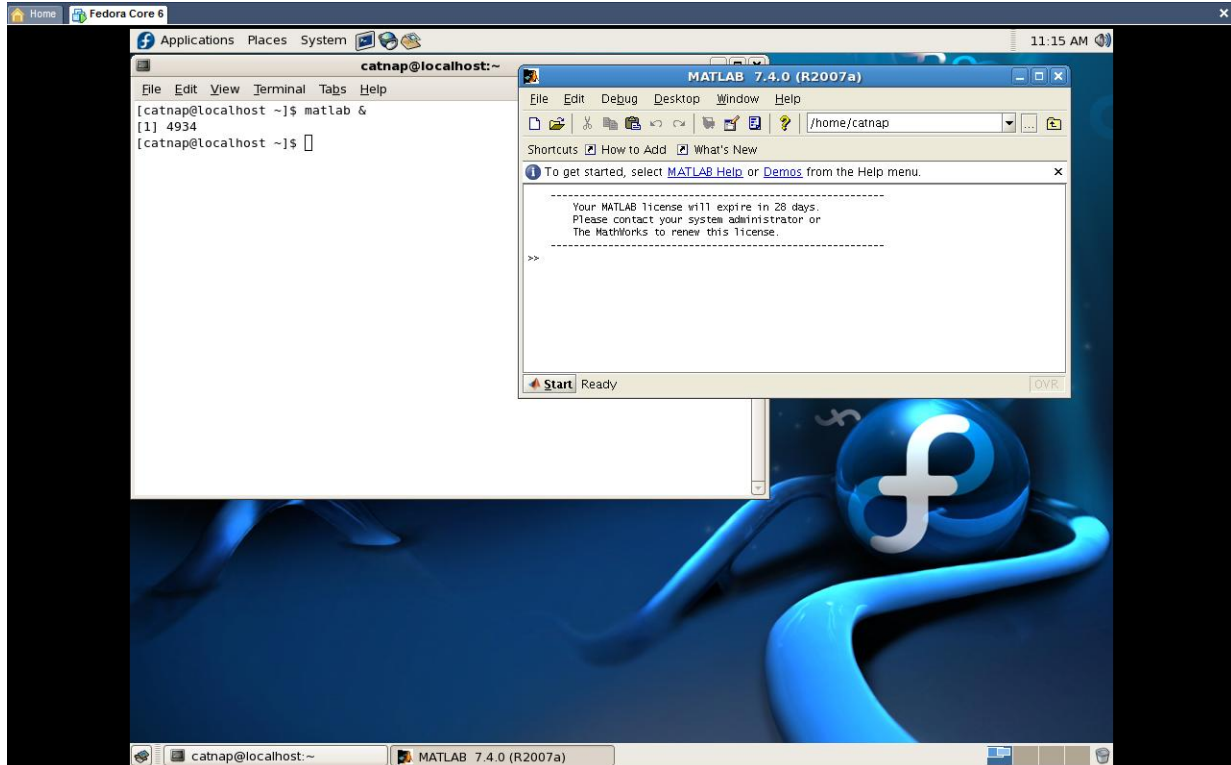 Home Fedora Core 6
Applications Places System 11:15 AM
catnap@localhost:~
File Edit View Terminal Tabs Help
[catnap@localhost ~]$ matlab &
[1] 4934
[catnap@localhost ~]$
MATLAB 7.4.0 (R2007a)
File Edit Debug Desktop Window Help
/home/catnap
Shortcuts How to Add What's New
To get started, select MATLAB Help or Demos from the Help menu.
Your MATLAB license will expire in 28 days.
Please contact your system administrator or
The MathWorks to renew this license.
>>
Start Ready OVR
catnap@localhost:~ MATLAB 7.4.0 (R2007a)